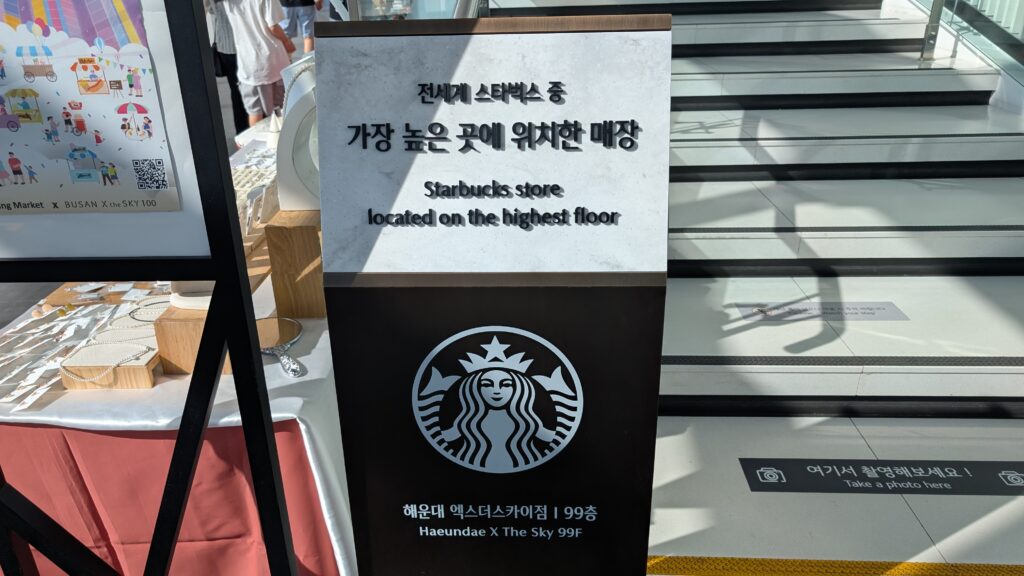 전세계 스타벅스 중
가장 높은 곳에 위치한 매장
Starbucks store
located on the highest floor
해운대 엑스더스카이점 | 99층
Haeundae X The Sky 99F
ng Market X BUSAN X the SKY 100
여기서 촬영해보세요 !
Take a photo here